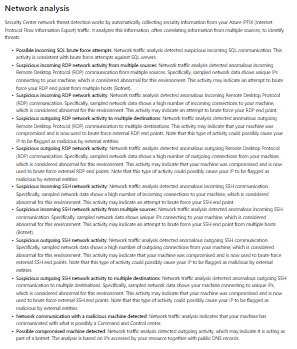 Network analysis
Security Center network threat detection works by automatically collecting security information from your Azure IPFIX (Internet
Protocol Flow Information Export) traffic. It analyzes this information, often correlating information from multiple sources, to identify
threats.
• Possible incoming SQL brute force attempts: Network traffic analysis detected suspicious incoming SQL communication. This
activity is consistent with brute force attempts against SQL servers.
• Suspicious incoming RDP network activity from multiple sources: Network traffic analysis detected anomalous incoming
Remote Desktop Protocol (RDP) communication from multiple sources. Specifically, sampled network data shows unique IPs
connecting to your machine, which is considered abnormal for this environment. This activity may indicate an attempt to brute
force your RDP end point from multiple hosts (Botnet).
• Suspicious incoming RDP network activity: Network traffic analysis detected anomalous incoming Remote Desktop Protocol
(RDP) communication. Specifically, sampled network data shows a high number of incoming connections to your machine,
which is considered abnormal for this environment. This activity may indicate an attempt to brute force your RDP end point
• Suspicious outgoing RDP network activity to multiple destinations: Network traffic analysis detected anomalous outgoing
Remote Desktop Protocol (RDP) communication to multiple destinations. This activity may indicate that your machine was
compromised and is now used to brute force external RDP end points. Note that this type of activity could possibly cause your
IP to be flagged as malicious by external entities.
• Suspicious outgoing RDP network activity: Network traffic analysis detected anomalous outgoing Remote Desktop Protocol
(RDP) communication. Specifically, sampled network data shows a high number of outgoing connections from your machine,
which is considered abnormal for this environment. This activity may indicate that your machine was compromised and is now
used to brute force external RDP end points. Note that this type of activity could possibly cause your IP to be flagged as
malicious by external entities.
• Suspicious incoming SSH network activity: Network traffic analysis detected anomalous incoming SSH communication.
Specifically, sampled network data shows a high number of incoming connections to your machine, which is considered
abnormal for this environment. This activity may indicate an attempt to brute force your SSH end point
• Suspicious incoming SSH network activity from multiple sources: Network traffic analysis detected anomalous incoming SSH
communication. Specifically, sampled network data shows unique IPs connecting to your machine, which is considered
abnormal for this environment. This activity may indicate an attempt to brute force your SSH end point from multiple hosts
(Botnet)
• Suspicious outgoing SSH network activity: Network traffic analysis detected anomalous outgoing SSH communication.
Specifically, sampled network data shows a high number of outgoing connections from your machine, which is considered
abnormal for this environment. This activity may indicate that your machine was compromised and is now used to brute force
external SSH end points. Note that this type of activity could possibly cause your IP to be flagged as malicious by external
entities.
• Suspicious outgoing SSH network activity to multiple destinations: Network traffic analysis detected anomalous outgoing SSH
communication to multiple destinations. Specifically, sampled network data shows your machine connecting to unique IPs,
which is considered abnormal for this environment. This activity may indicate that your machine was compromised and is now
used to brute force external SSH end points. Note that this type of activity could possibly cause your IP to be flagged as
malicious by external entities.
• Network communication with a malicious machine detected: Network traffic analysis indicates that your machine has
communicated with what is possibly a Command and Control center
• Possible compromised machine detected: Network traffic analysis detected outgoing activity, which may indicate it is acting as
part of a botnet. The analysis is based on IPs accessed by your resource together with public DNS records.